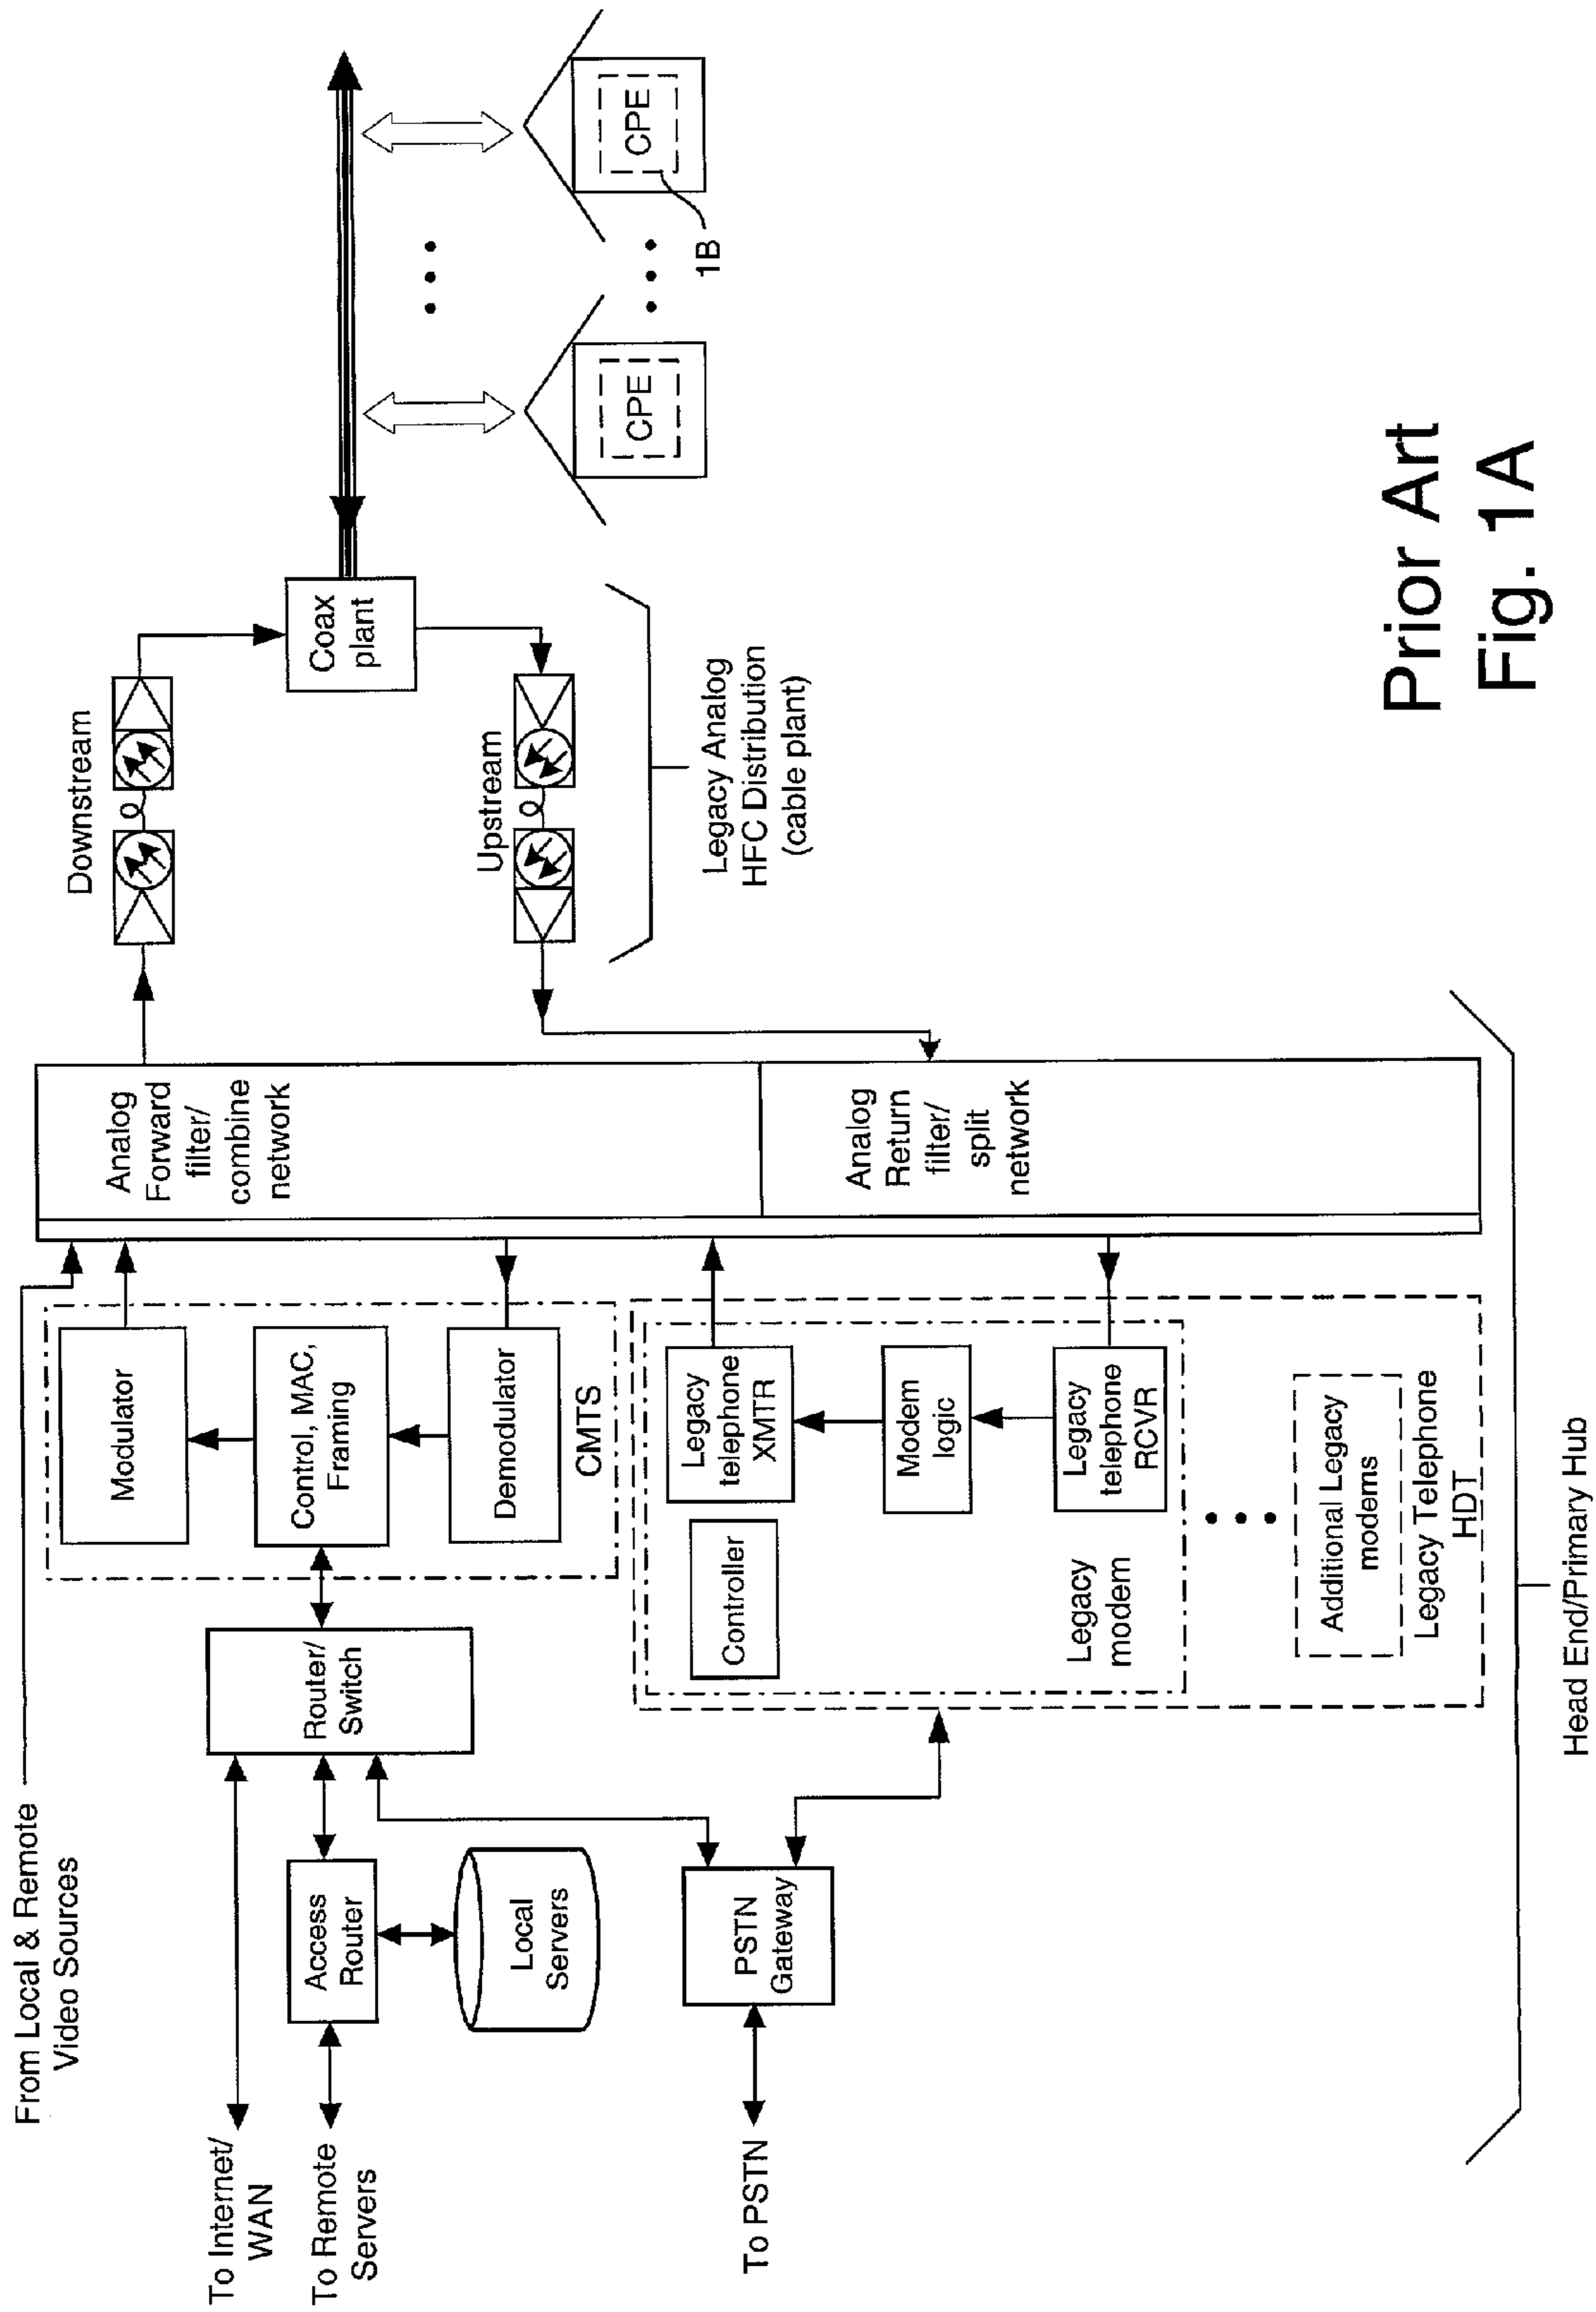 From Local & Remote
Video Sources
To Internet/
WAN
To Remote
Servers
To PSTN
Access
Router
Local
Servers
PSTN
Gateway
Router/
Switch
Modulator
Control, MAC,
Framing
Demodulator
CMTS
Controller
Legacy
telephone
XMTR
Modem
logic
Legacy
telephone
RCVR
Legacy
modem
Additional Legacy
modems
Legacy Telephone
HDT
Analog
Forward
filter/
combine
network
Analog
Return
filter/
split
network
Head End/Primary Hub
Downstream
Upstream
Coax
plant
Legacy Analog
HFC Distribution
(cable plant)
CPE
CPE
1B
Prior Art
Fig. 1A